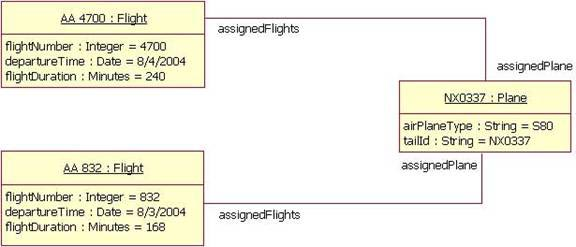 AA 4700 : Flight
flightNumber : Integer = 4700
departureTime : Date = 8/4/2004
flightDuration : Minutes = 240
assignedFlights
assignedPlane
NX0337 : Plane
airPlaneType : String = S80
tailId : String = NX0337
assignedPlane
AA 832 : Flight
flightNumber : Integer = 832
departureTime : Date = 8/3/2004
flightDuration : Minutes = 168
assignedFlights